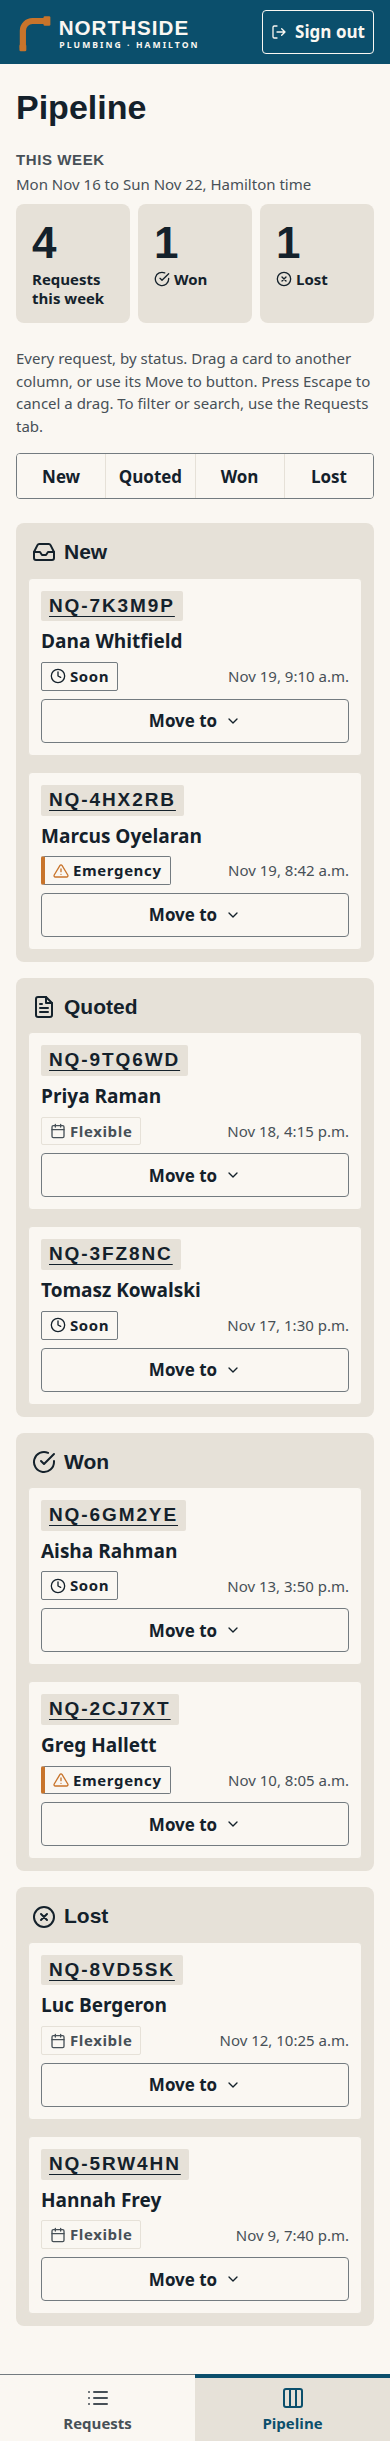 NORTHSIDE
PLUMBING · HAMILTON
Sign out
Pipeline
THIS WEEK
Mon Nov 16 to Sun Nov 22, Hamilton time
4
Requests
this week
1
Won
1
Lost
Every request, by status. Drag a card to another
column, or use its Move to button. Press Escape to
cancel a drag. To filter or search, use the Requests
tab.
New
Quoted
Won
Lost
New
NQ-7K3M9P
Dana Whitfield
Soon
Nov 19, 9:10 a.m.
Move to
NQ-4HX2RB
Marcus Oyelaran
Emergency
Nov 19, 8:42 a.m.
Move to
Quoted
NQ-9TQ6WD
Priya Raman
Flexible
Nov 18, 4:15 p.m.
Move to
NQ-3FZ8NC
Tomasz Kowalski
Soon
Nov 17, 1:30 p.m.
Move to
Won
NQ-6GM2YE
Aisha Rahman
Soon
Nov 13, 3:50 p.m.
Move to
NQ-2CJ7XT
Greg Hallett
Emergency
Nov 10, 8:05 a.m.
Move to
Lost
NQ-8VD5SK
Luc Bergeron
Flexible
Nov 12, 10:25 a.m.
Move to
NQ-5RW4HN
Hannah Frey
Flexible
Nov 9, 7:40 p.m.
Move to
Requests
Pipeline